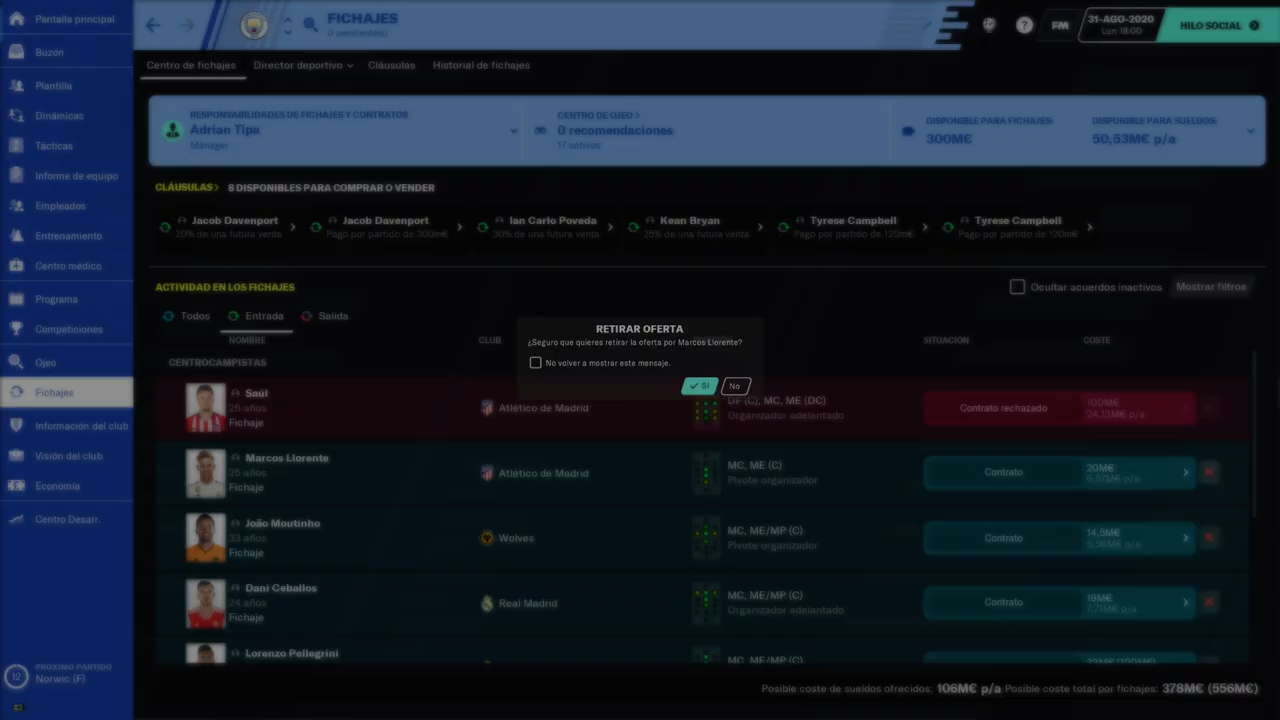 Pantalla principal
Buzón
Plantilla
Dinámicas
Tácticas
Informe de equipo
Empleados
Entrenamiento
Centro médico
Programa
Competiciones
Ojeo
Fichajes
Información del club
Visión del club
Economía
Centro Desarr.
PRÓXIMO PARTIDO
12
Norwic (F)
FICHAJES
0 pendiente(s)
?
FM
31-AGO-2020
Lun 18:00
HILO SOCIAL
Centro de fichajes
Director deportivo
Cláusulas
Historial de fichajes
RESPONSABILIDADES DE FICHAJES Y CONTRATOS
Adrian Tipa
Mánager
CENTRO DE OJEO >
0 recomendaciones
17 activos
DISPONIBLE PARA FICHAJES:
300M€
DISPONIBLE PARA SUELDOS:
50,53M€ p/a
CLÁUSULAS > 8 DISPONIBLES PARA COMPRAR O VENDER
Jacob Davenport
20% de una futura venta
Jacob Davenport
Pago por partido de 300m€
Ian Carlo Poveda
30% de una futura venta
Kean Bryan
25% de una futura venta
Tyrese Campbell
Pago por partido de 120m€
Tyrese Campbell
Pago por partido de 120m€
ACTIVIDAD EN LOS FICHAJES
Ocultar acuerdos inactivos
Mostrar filtros
Todos
Entrada
Salida
NOMBRE
CLUB
SITUACIÓN
COSTE
RETIRAR OFERTA
¿Seguro que quieres retirar la oferta por Marcos Llorente?
No volver a mostrar este mensaje.
Sí
No
CENTROCAMPISTAS
Saúl
25 años
Fichaje
Atlético de Madrid
DF (C), MC, ME (DC)
Organizador adelantado
Contrato rechazado
100M€
24,13M€ p/a
Marcos Llorente
25 años
Fichaje
Atlético de Madrid
MC, ME (C)
Pivote organizador
Contrato
20M€
João Moutinho
33 años
Fichaje
Wolves
MC, ME/MP (C)
Pivote organizador
Contrato
14,5M€
Dani Ceballos
24 años
Fichaje
Real Madrid
MC, ME/MP (C)
Organizador adelantado
Contrato
19M€
7,71M€ p/a
Lorenzo Pellegrini
MC, ME/MP (C)
Posible coste de sueldos ofrecidos: 106M€ p/a Posible coste total por fichajes: 378M€ (556M€)